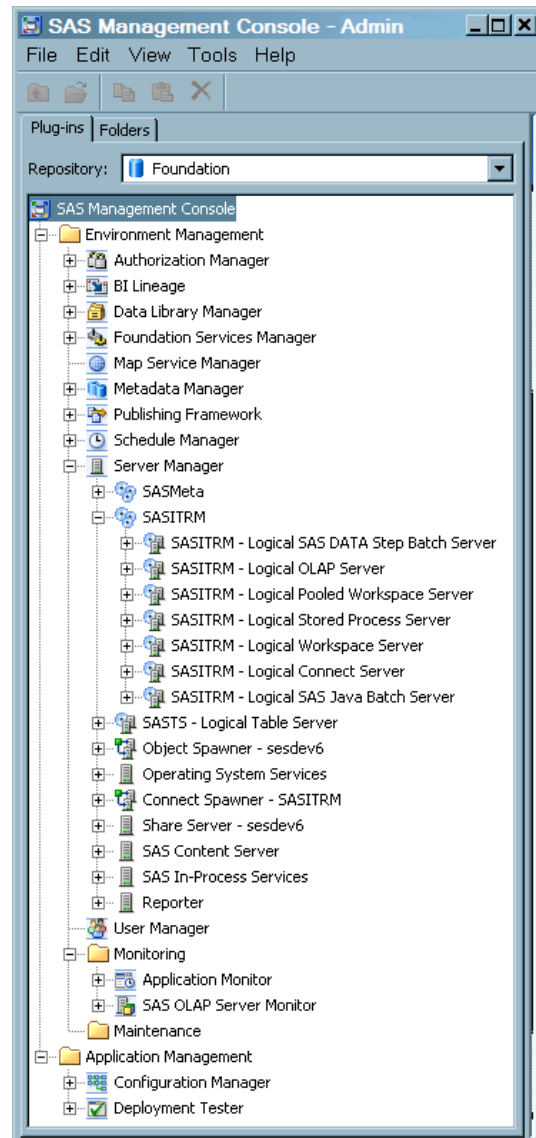 SAS Management Console - Admin
File Edit View Tools Help
Plug-ins Folders
Repository: Foundation
SAS Management Console
Environment Management
Authorization Manager
BI Lineage
Data Library Manager
Foundation Services Manager
Map Service Manager
Metadata Manager
Publishing Framework
Schedule Manager
Server Manager
SASMeta
SASITRM
SASITRM - Logical SAS DATA Step Batch Server
SASITRM - Logical OLAP Server
SASITRM - Logical Pooled Workspace Server
SASITRM - Logical Stored Process Server
SASITRM - Logical Workspace Server
SASITRM - Logical Connect Server
SASITRM - Logical SAS Java Batch Server
SASTS - Logical Table Server
Object Spawner - sesdev6
Operating System Services
Connect Spawner - SASITRM
Share Server - sesdev6
SAS Content Server
SAS In-Process Services
Reporter
User Manager
Monitoring
Application Monitor
SAS OLAP Server Monitor
Maintenance
Application Management
Configuration Manager
Deployment Tester